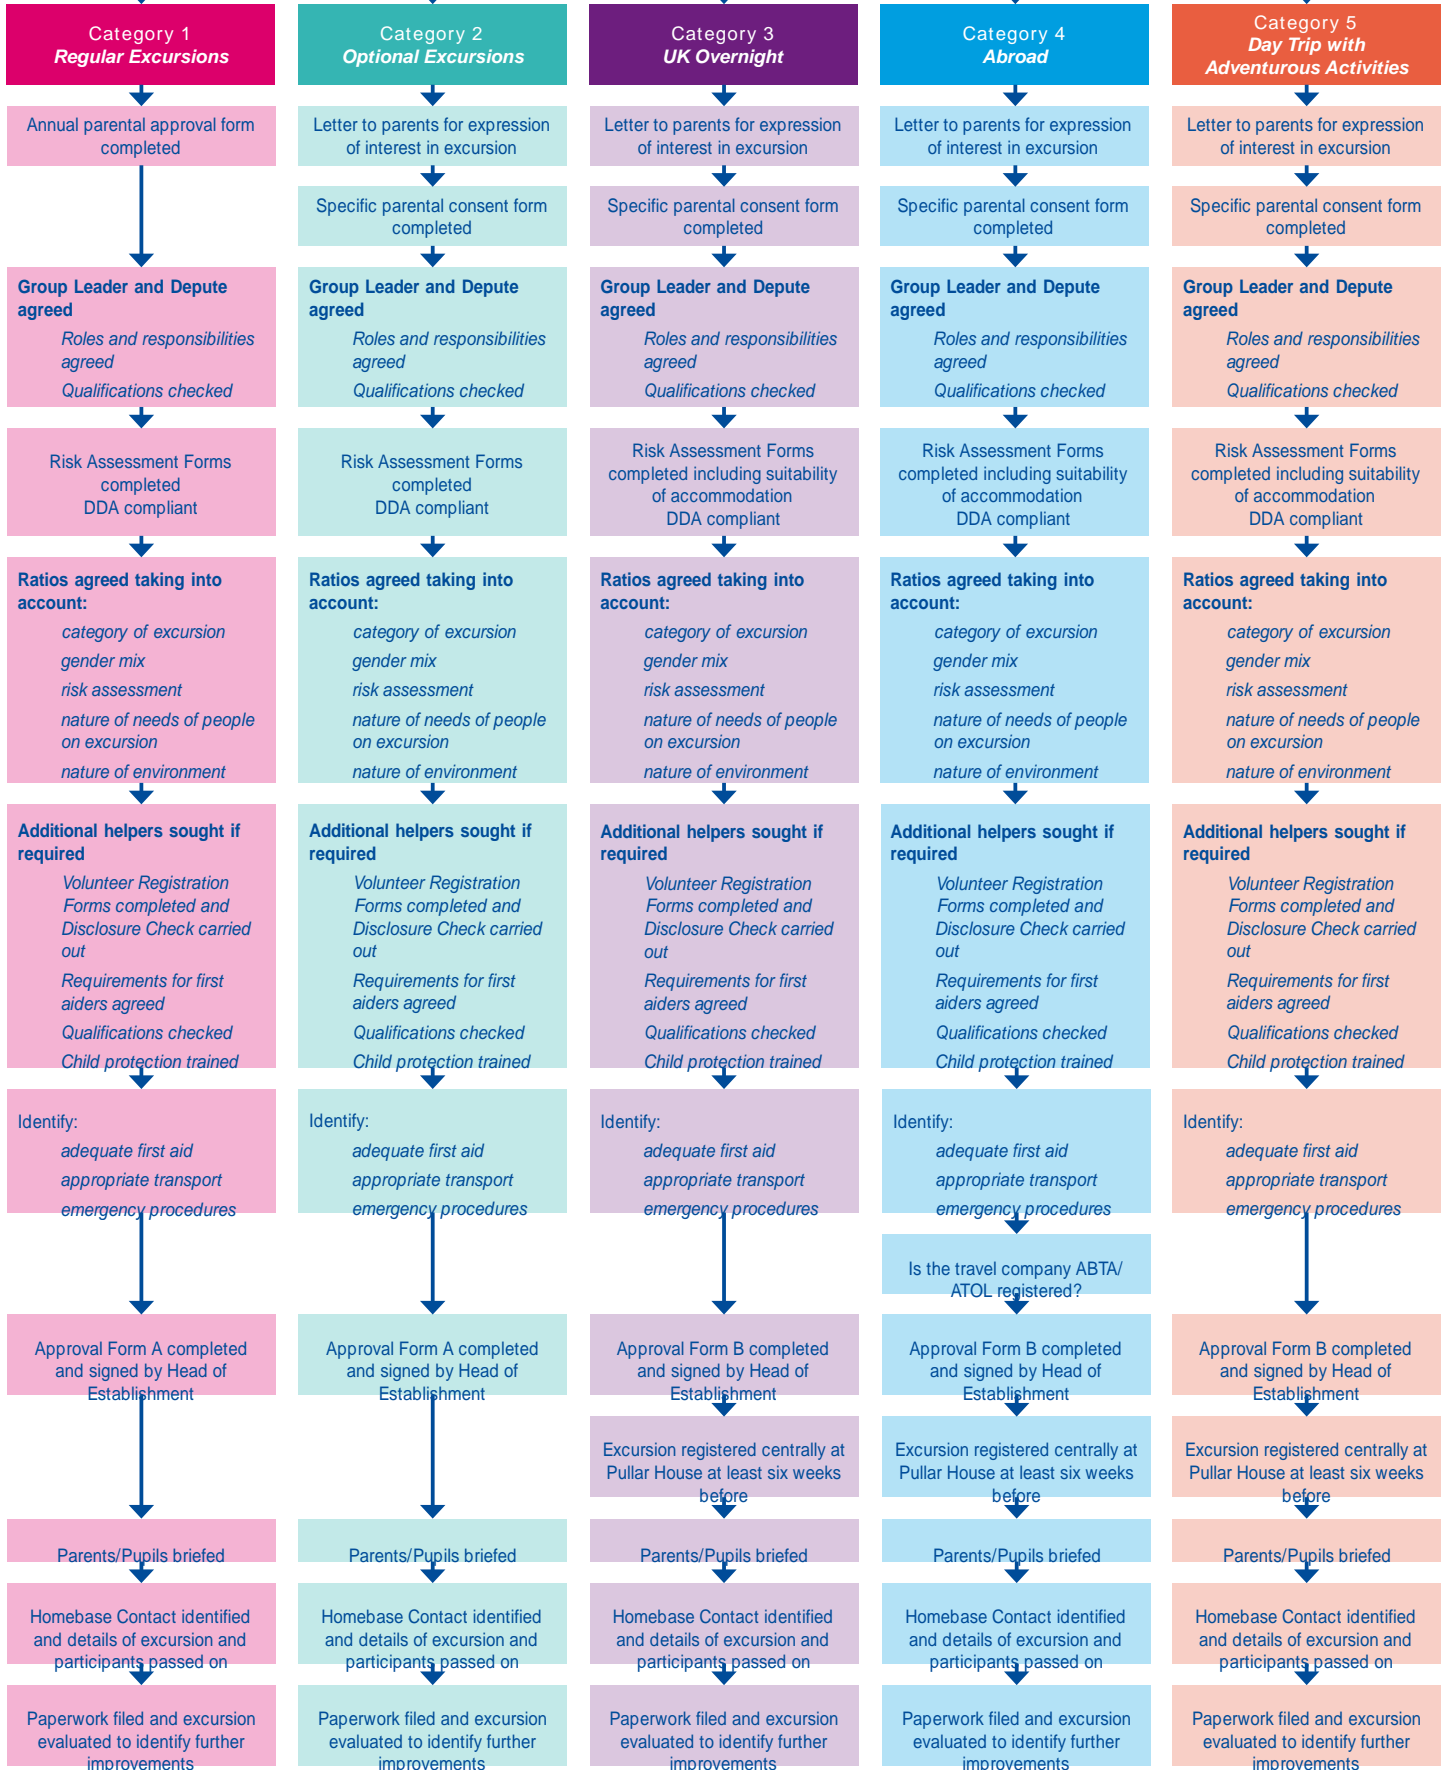 Category 1
Regular Excursions
Annual parental approval form
completed
Group Leader and Depute
agreed
Roles and responsibilities
agreed
Qualifications checked
Risk Assessment Forms
completed
DDA compliant
Ratios agreed taking into
account:
category of excursion
gender mix
risk assessment
nature of needs of people
on excursion
nature of environment
Additional helpers sought if
required
Volunteer Registration
Forms completed and
Disclosure Check carried
out
Requirements for first
aiders agreed
Qualifications checked
Child protection trained
Identify:
adequate first aid
appropriate transport
emergency procedures
Approval Form A completed
and signed by Head of
Establishment
Parents/Pupils briefed
Homebase Contact identified
and details of excursion and
participants passed on
Paperwork filed and excursion
evaluated to identify further
improvements
Category 2
Optional Excursions
Letter to parents for expression
of interest in excursion
Specific parental consent form
completed
Group Leader and Depute
agreed
Roles and responsibilities
agreed
Qualifications checked
Risk Assessment Forms
completed
DDA compliant
Ratios agreed taking into
account:
category of excursion
gender mix
risk assessment
nature of needs of people
on excursion
nature of environment
Additional helpers sought if
required
Volunteer Registration
Forms completed and
Disclosure Check carried
out
Requirements for first
aiders agreed
Qualifications checked
Child protection trained
Identify:
adequate first aid
appropriate transport
emergency procedures
Approval Form A completed
and signed by Head of
Establishment
Parents/Pupils briefed
Homebase Contact identified
and details of excursion and
participants passed on
Paperwork filed and excursion
evaluated to identify further
improvements
Category 3
UK Overnight
Letter to parents for expression
of interest in excursion
Specific parental consent form
completed
Group Leader and Depute
agreed
Roles and responsibilities
agreed
Qualifications checked
Risk Assessment Forms
completed including suitability
of accommodation
DDA compliant
Ratios agreed taking into
account:
category of excursion
gender mix
risk assessment
nature of needs of people
on excursion
nature of environment
Additional helpers sought if
required
Volunteer Registration
Forms completed and
Disclosure Check carried
out
Requirements for first
aiders agreed
Qualifications checked
Child protection trained
Identify:
adequate first aid
appropriate transport
emergency procedures
Approval Form B completed
and signed by Head of
Establishment
Excursion registered centrally at
Pullar House at least six weeks
before
Parents/Pupils briefed
Homebase Contact identified
and details of excursion and
participants passed on
Paperwork filed and excursion
evaluated to identify further
improvements
Category 4
Abroad
Letter to parents for expression
of interest in excursion
Specific parental consent form
completed
Group Leader and Depute
agreed
Roles and responsibilities
agreed
Qualifications checked
Risk Assessment Forms
completed including suitability
of accommodation
DDA compliant
Ratios agreed taking into
account:
category of excursion
gender mix
risk assessment
nature of needs of people
on excursion
nature of environment
Additional helpers sought if
required
Volunteer Registration
Forms completed and
Disclosure Check carried
out
Requirements for first
aiders agreed
Qualifications checked
Child protection trained
Identify:
adequate first aid
appropriate transport
emergency procedures
Is the travel company ABTA/
ATOL registered?
Approval Form B completed
and signed by Head of
Establishment
Excursion registered centrally at
Pullar House at least six weeks
before
Parents/Pupils briefed
Homebase Contact identified
and details of excursion and
participants passed on
Paperwork filed and excursion
evaluated to identify further
improvements
Category 5
Day Trip with
Adventurous Activities
Letter to parents for expression
of interest in excursion
Specific parental consent form
completed
Group Leader and Depute
agreed
Roles and responsibilities
agreed
Qualifications checked
Risk Assessment Forms
completed including suitability
of accommodation
DDA compliant
Ratios agreed taking into
account:
category of excursion
gender mix
risk assessment
nature of needs of people
on excursion
nature of environment
Additional helpers sought if
required
Volunteer Registration
Forms completed and
Disclosure Check carried
out
Requirements for first
aiders agreed
Qualifications checked
Child protection trained
Identify:
adequate first aid
appropriate transport
emergency procedures
Approval Form B completed
and signed by Head of
Establishment
Excursion registered centrally at
Pullar House at least six weeks
before
Parents/Pupils briefed
Homebase Contact identified
and details of excursion and
participants passed on
Paperwork filed and excursion
evaluated to identify further
improvements